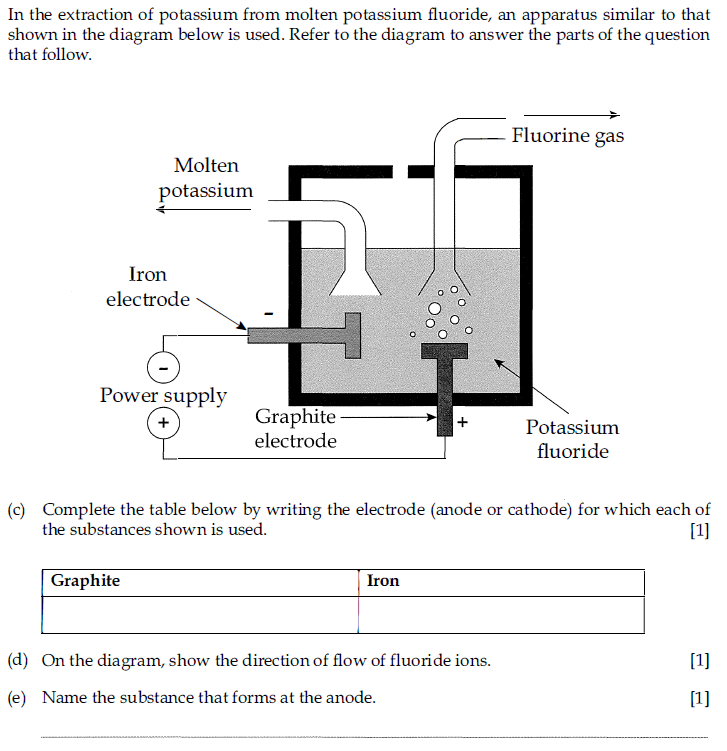 In the extraction of potassium from molten potassium fluoride, an apparatus similar to that
shown in the diagram below is used. Refer to the diagram to answer the parts of the question
that follow.
Fluorine gas
Molten
potassium
Iron
electrode
-
-
Power supply
+
Graphite
electrode
+
Potassium
fluoride
(c) Complete the table below by writing the electrode (anode or cathode) for which each of
the substances shown is used. [1]
Graphite Iron
(d) On the diagram, show the direction of flow of fluoride ions. [1]
(e) Name the substance that forms at the anode. [1]